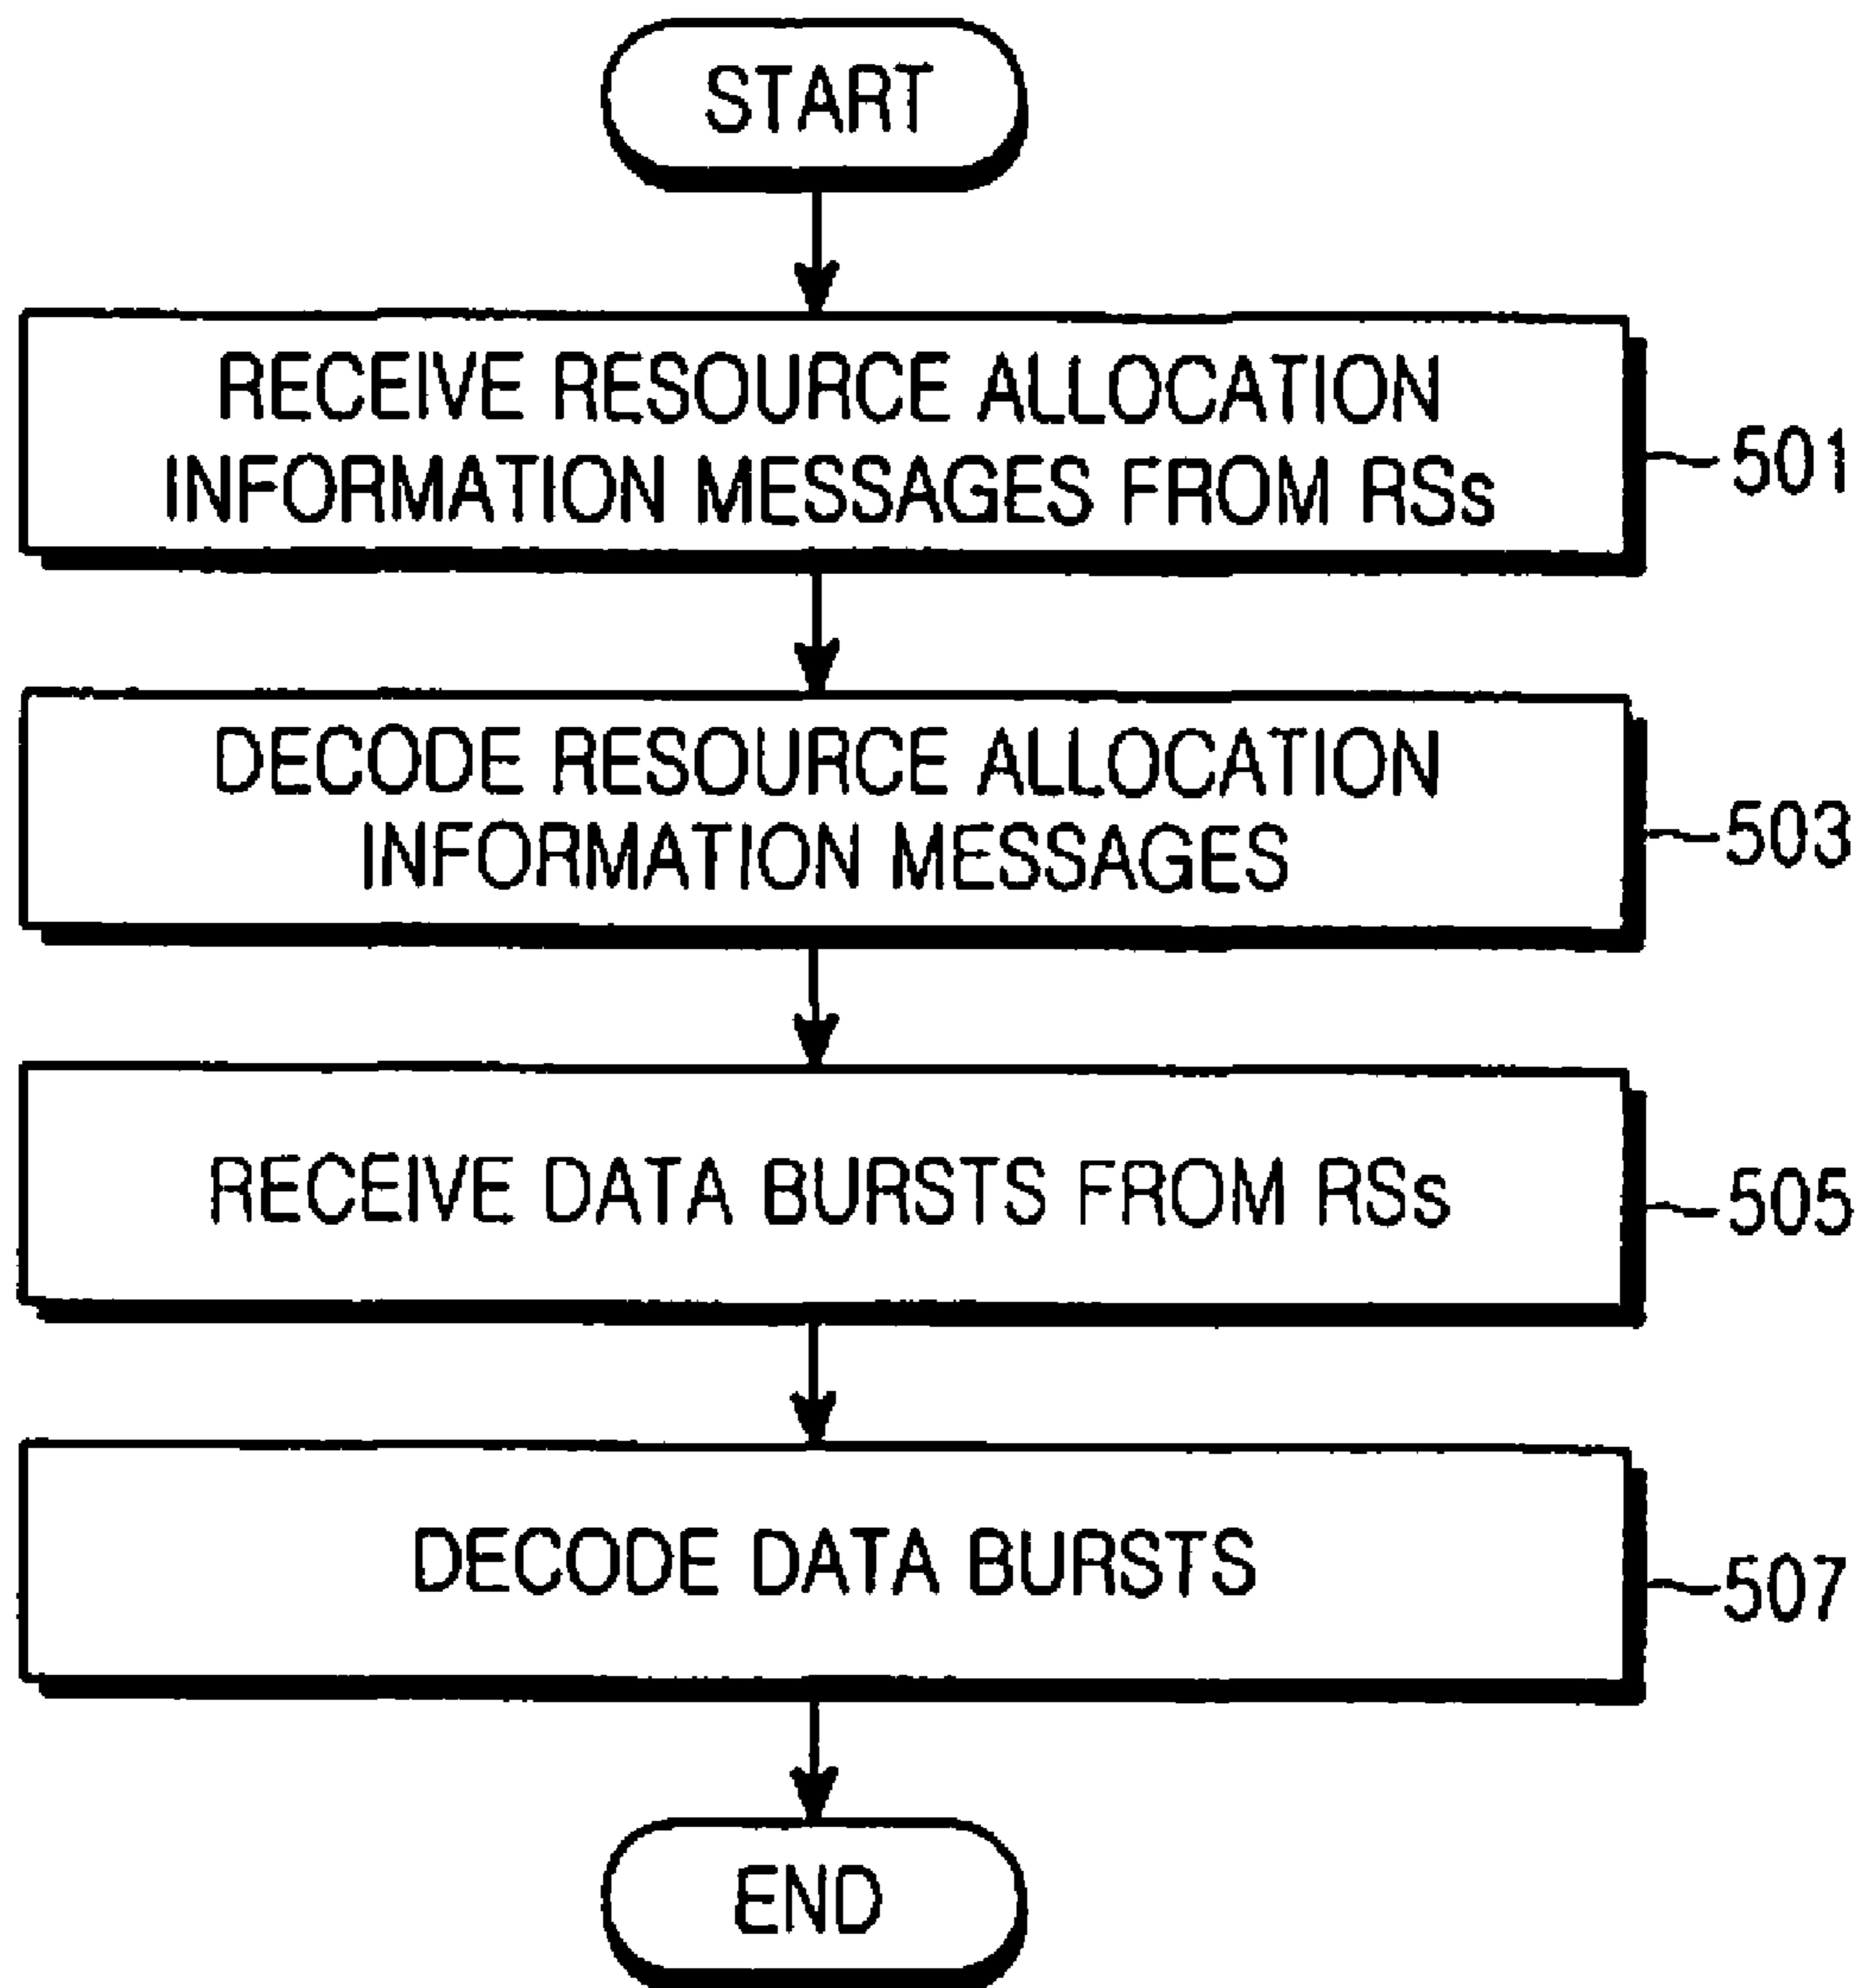 START
RECEIVE RESOURCE ALLOCATION
INFORMATION MESSAGES FROM RSs
501
DECODE RESOURCE ALLOCATION
INFORMATION MESSAGES
503
RECEIVE DATA BURSTS FROM RSs
505
DECODE DATA BURSTS
507
END